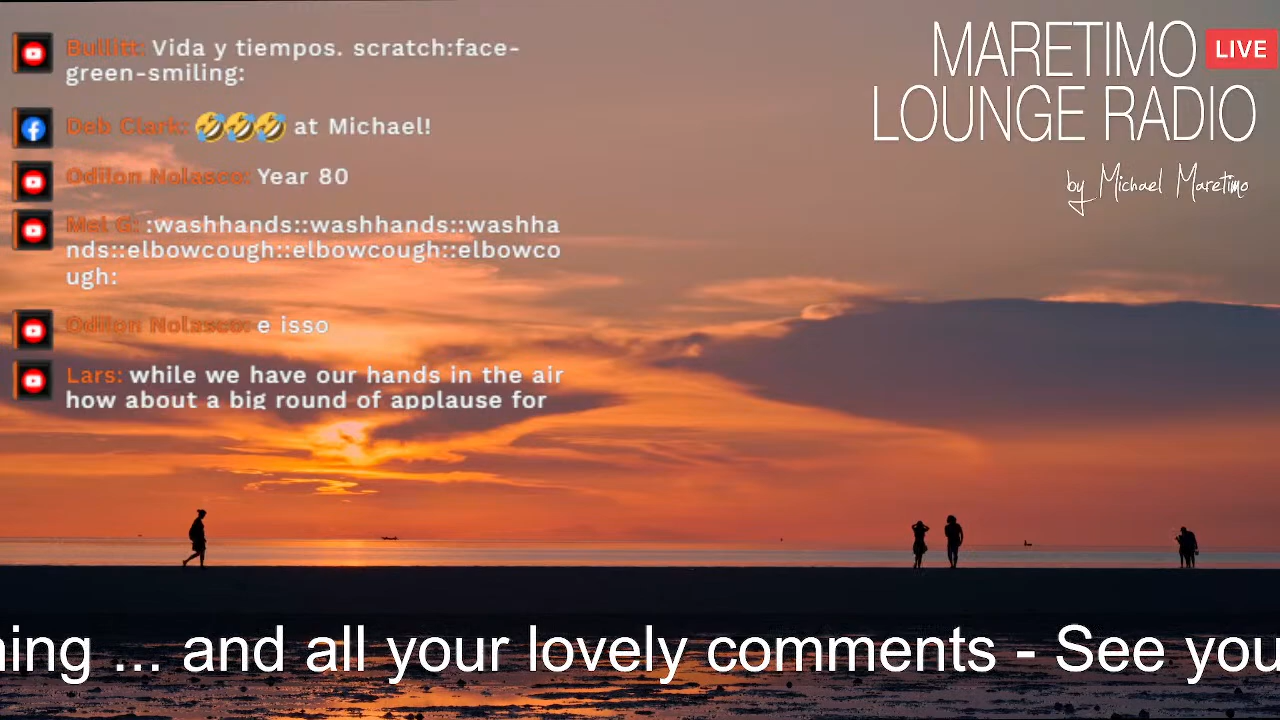 Bullitt: Vida y tiempos. scratch:face-
green-smiling:
Deb Clark: 🤣🤣🤣 at Michael!
Odilon Nolasco: Year 80
Mel G: :washhands::washhands::washha
nds::elbowcough::elbowcough::elbowco
ugh:
Odilon Nolasco: e isso
Lars: while we have our hands in the air
how about a big round of applause for
MARETIMO
LIVE
LOUNGE RADIO
by Michael Maretimo
ning ... and all your lovely comments - See you